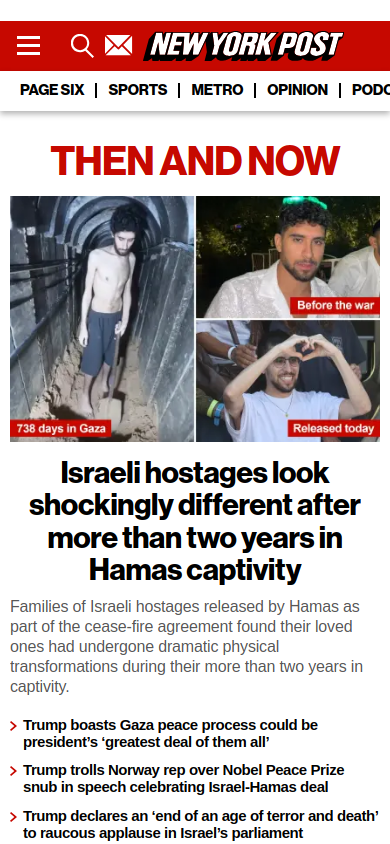 NEW YORK POST
PAGE SIX | SPORTS | METRO | OPINION | PODC
THEN AND NOW
Before the war
738 days in Gaza
Released today
Israeli hostages look
shockingly different after
more than two years in
Hamas captivity
Families of Israeli hostages released by Hamas as
part of the cease-fire agreement found their loved
ones had undergone dramatic physical
transformations during their more than two years in
captivity.
Trump boasts Gaza peace process could be
president’s ‘greatest deal of them all’
Trump trolls Norway rep over Nobel Peace Prize
snub in speech celebrating Israel-Hamas deal
Trump declares an ‘end of an age of terror and death’
to raucous applause in Israel’s parliament